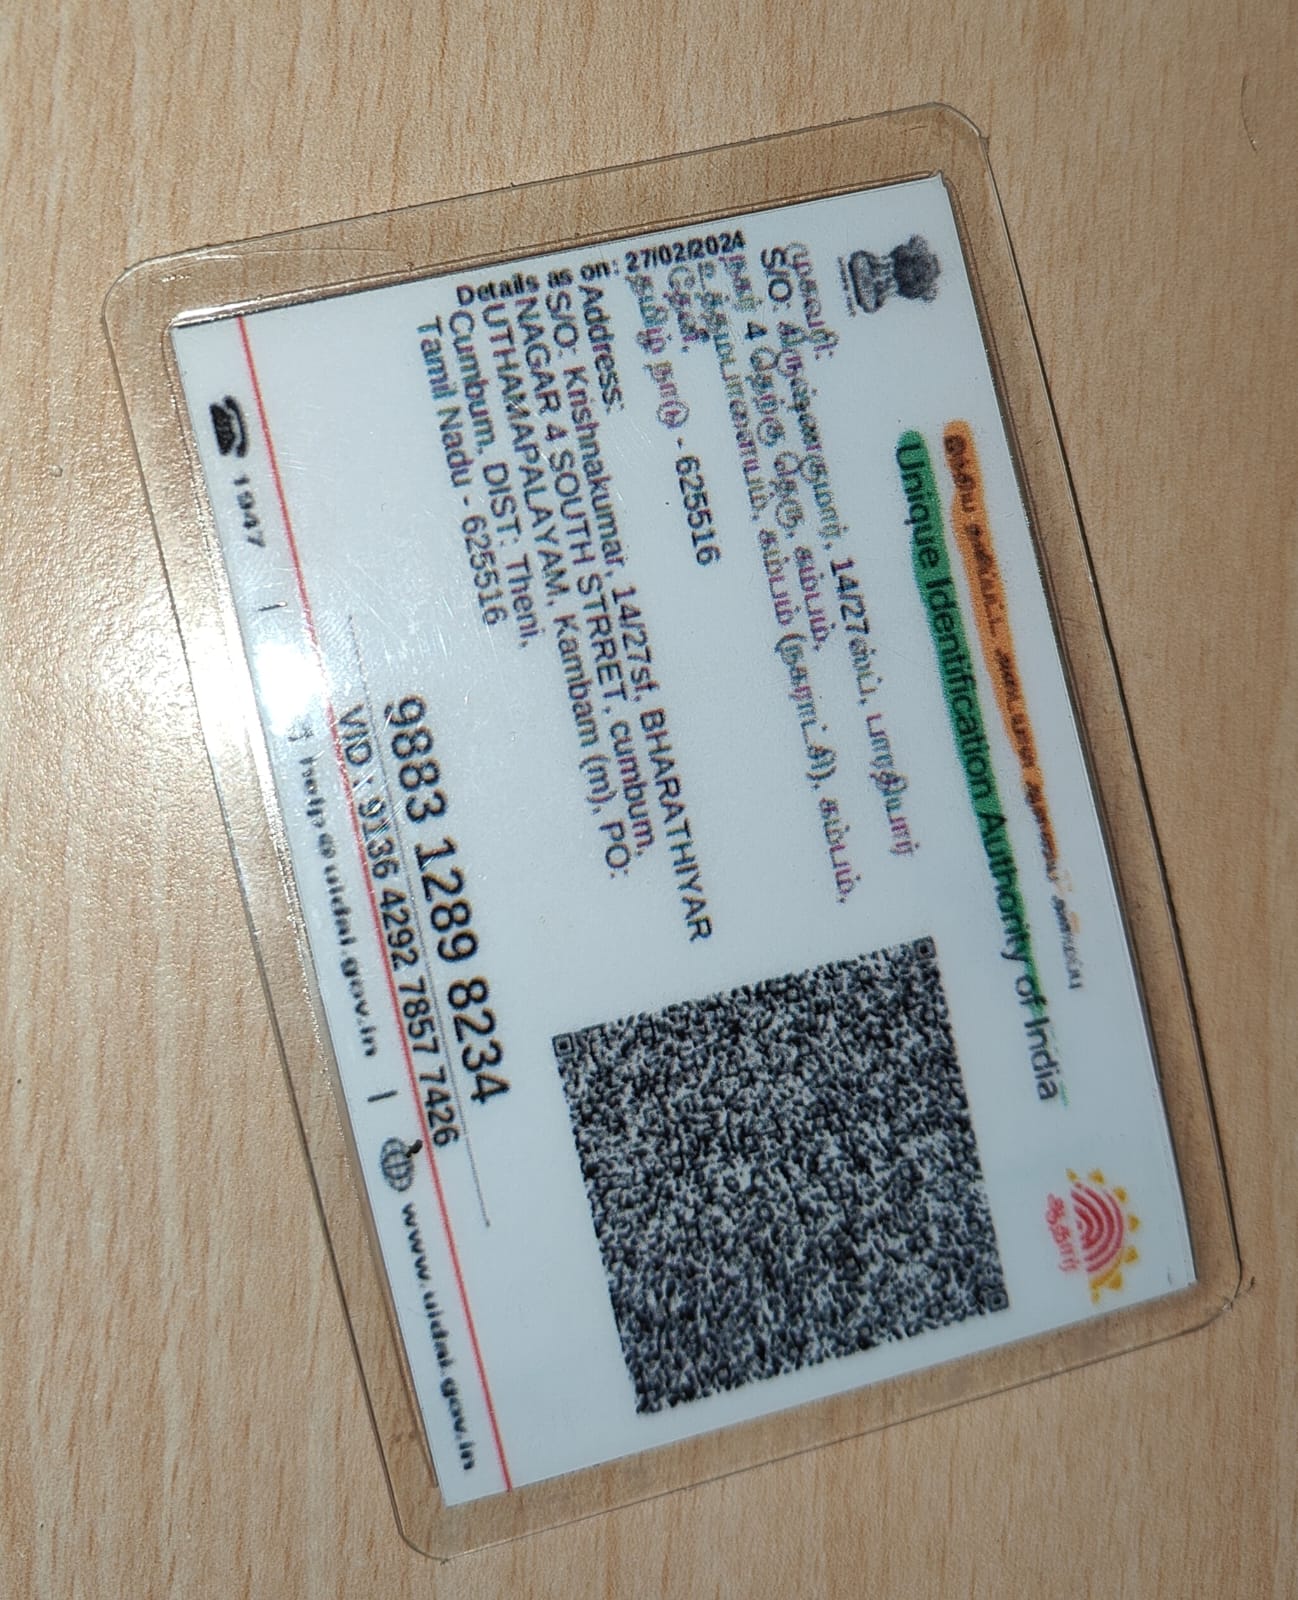 Unique Identification Authority of India
ஆதார்
முகவரி:
S/O: கிருஷ்ணகுமார், 14/27ஸ்ட், பாரதியார்
நகர் 4 தெற்கு தெரு, கம்பம்,
உத்தமபாளையம், கம்பம் (நகராட்சி), கம்பம்,
தேனி,
தமிழ் நாடு - 625516
Details as on: 27/02/2024
Address:
S/O: Krishnakumar, 14/27st, BHARATHIYAR
NAGAR 4 SOUTH STRRET, cumbum,
UTHAMAPALAYAM, Kambam (m), PO:
Cumbum, DIST: Theni,
Tamil Nadu - 625516
9883 1289 8234
VID : 9136 4292 7857 7426
1947 | help@uidai.gov.in | www.uidai.gov.in